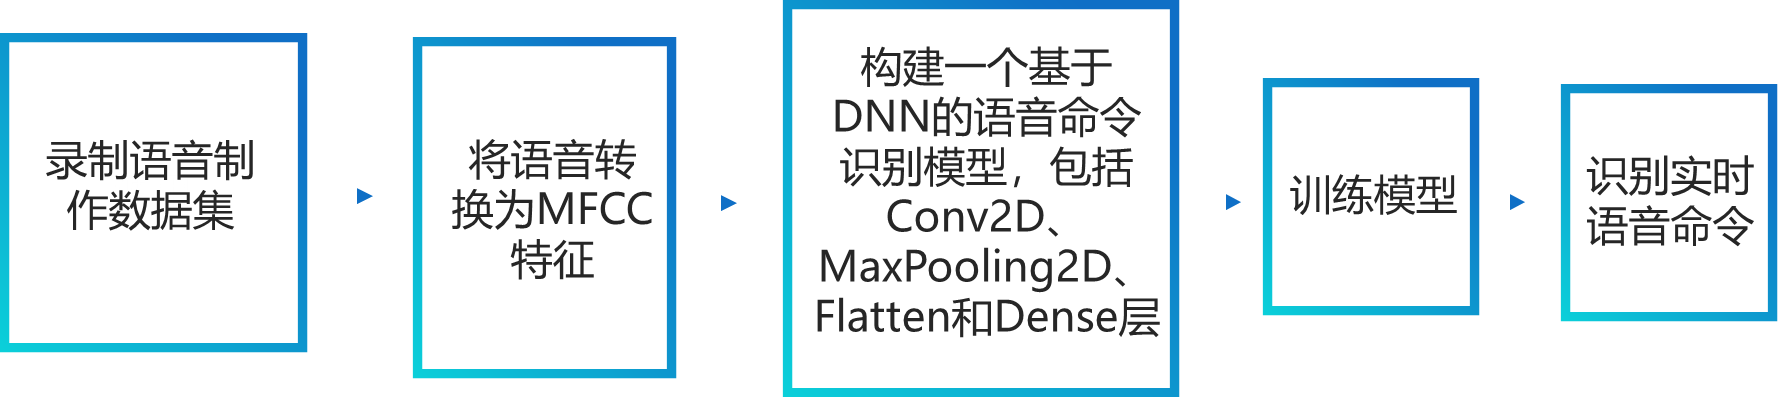 录制语音制
作数据集
将语音转
换为MFCC
特征
构建一个基于
DNN的语音命令
识别模型，包括
Conv2D、
MaxPooling2D、
Flatten和Dense层
训练模型
识别实时
语音命令